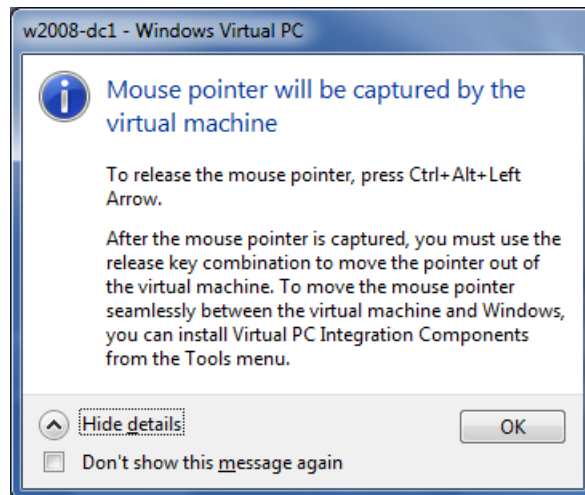 w2008-dc1 - Windows Virtual PC
Mouse pointer will be captured by the
virtual machine
To release the mouse pointer, press Ctrl+Alt+Left
Arrow.
After the mouse pointer is captured, you must use the
release key combination to move the pointer out of
the virtual machine. To move the mouse pointer
seamlessly between the virtual machine and Windows,
you can install Virtual PC Integration Components
from the Tools menu.
Hide details
OK
Don't show this message again